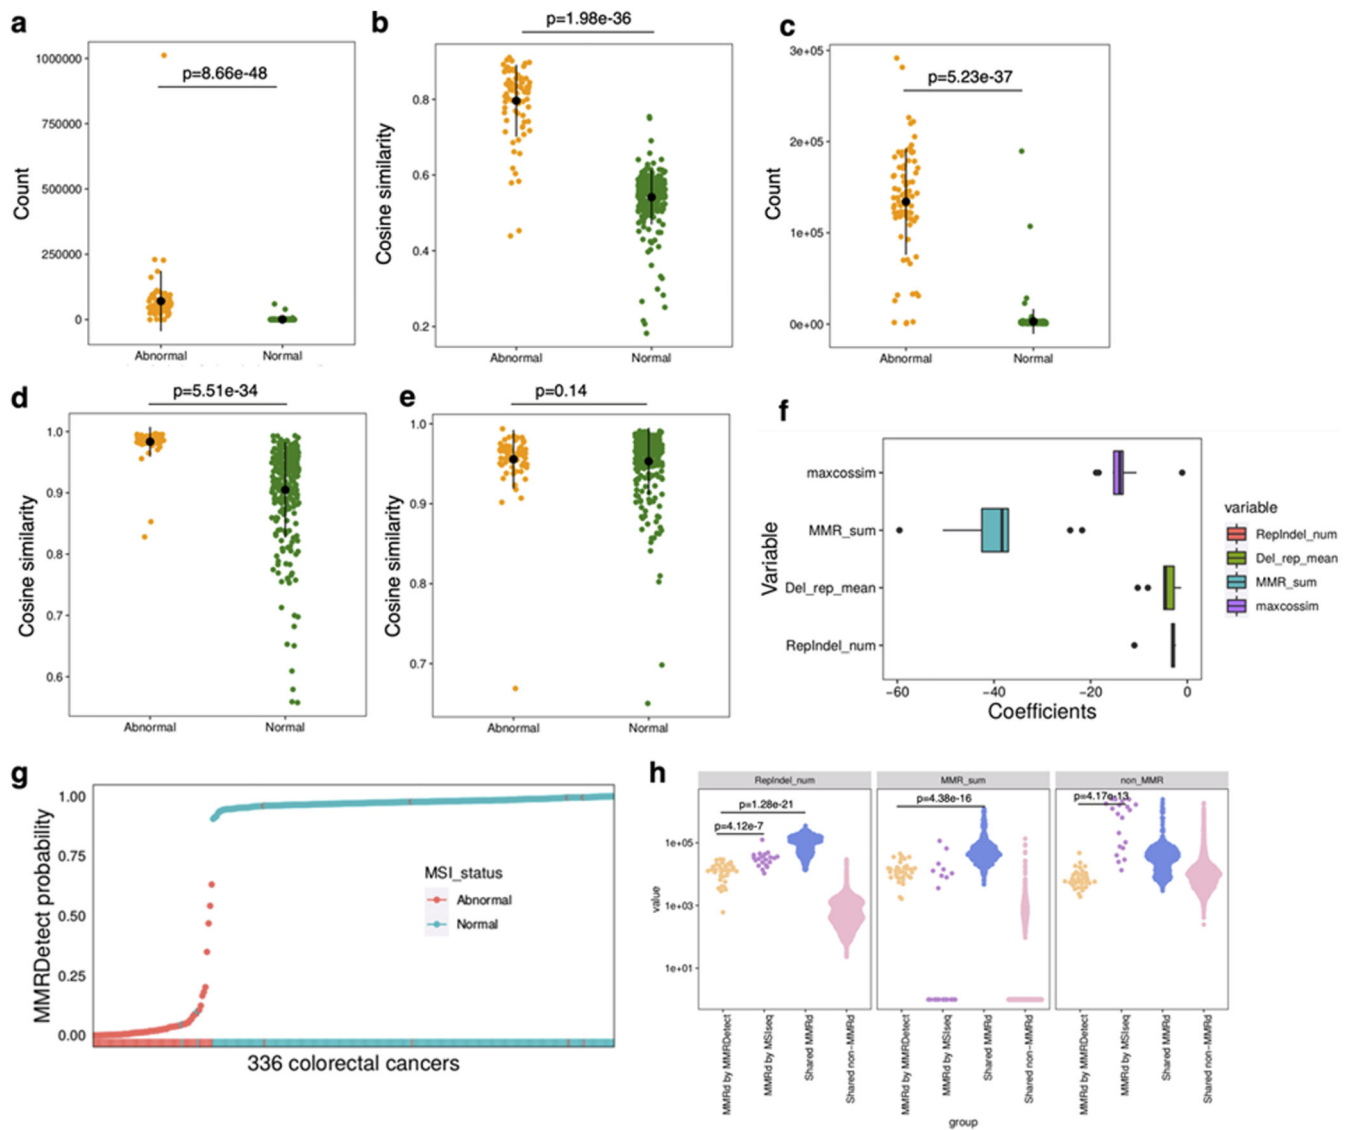 a
p=8.66e-48
Count
1000000
750000
500000
250000
0
Abnormal
Normal
b
p=1.98e-36
Cosine similarity
0.8
0.6
0.4
0.2
Abnormal
Normal
c
p=5.23e-37
Count
3e+05
2e+05
1e+05
0e+00
Abnormal
Normal
d
p=5.51e-34
Cosine similarity
1.0
0.9
0.8
0.7
0.6
Abnormal
Normal
e
p=0.14
Cosine similarity
1.0
0.9
0.8
0.7
Abnormal
Normal
f
Variable
maxcossim
MMR_sum
Del_rep_mean
RepIndel_num
−60
−40
−20
0
Coefficients
variable
RepIndel_num
Del_rep_mean
MMR_sum
maxcossim
g
MMRDetect probability
1.00
0.75
0.50
0.25
0.00
MSI_status
Abnormal
Normal
336 colorectal cancers
h
RepIndel_num
MMR_sum
non_MMR
p=1.28e-21
p=4.12e-7
p=4.38e-16
p=4.17e-13
value
1e+05
1e+03
1e+01
MMRd by MMRDetect
MMRd by MSIseq
Shared MMRd
Shared non−MMRd
MMRd by MMRDetect
MMRd by MSIseq
Shared MMRd
Shared non−MMRd
MMRd by MMRDetect
MMRd by MSIseq
Shared MMRd
Shared non−MMRd
group